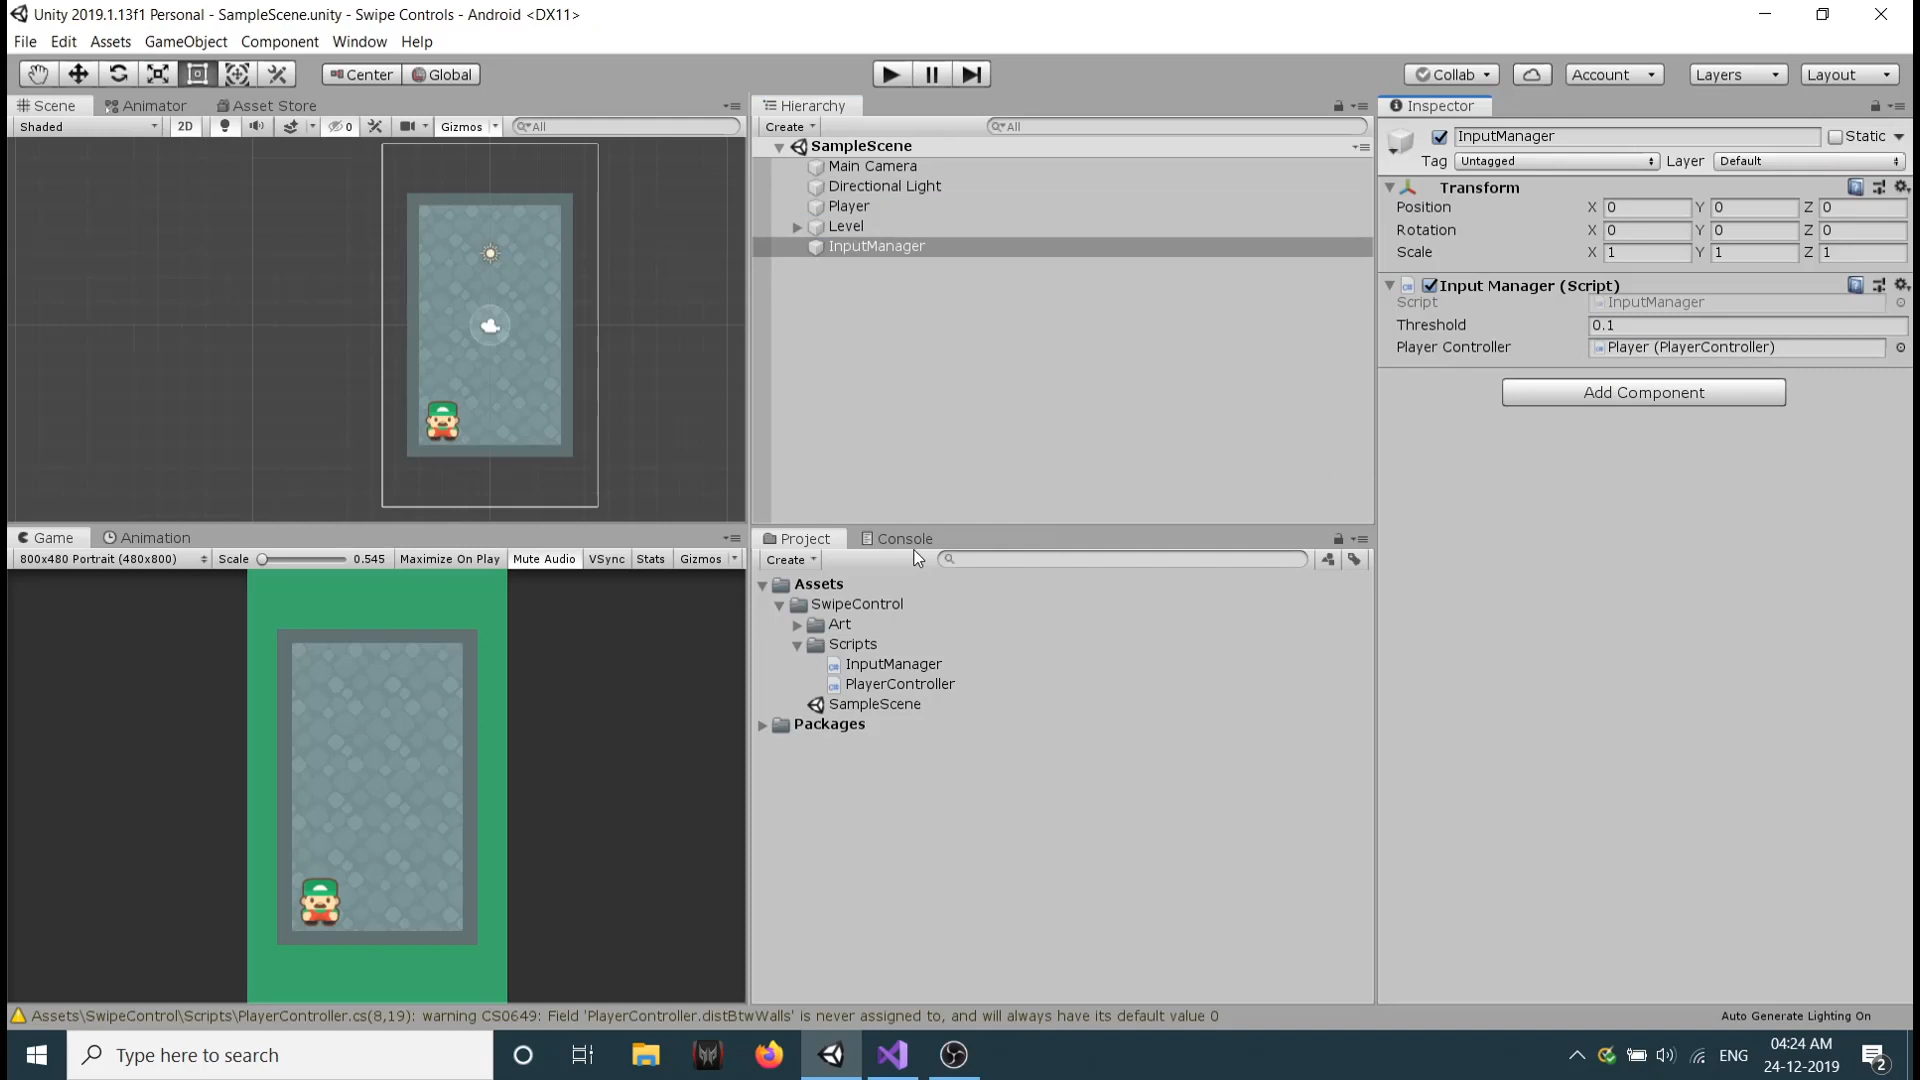 Unity 2019.1.13f1 Personal - SampleScene.unity - Swipe Controls - Android <DX11>
File Edit Assets GameObject Component Window Help
Center Global Collab Account Layers Layout
Scene Animator Asset Store
Shaded 2D 0 Gizmos All
Hierarchy
Create All
SampleScene
Main Camera
Directional Light
Player
Level
InputManager
Inspector
InputManager Static
Tag Untagged Layer Default
Transform
Position X 0 Y 0 Z 0
Rotation X 0 Y 0 Z 0
Scale X 1 Y 1 Z 1
Input Manager (Script)
Script InputManager
Threshold 0.1
Player Controller Player (PlayerController)
Add Component
Game Animation
800x480 Portrait (480x800) Scale 0.545 Maximize On Play Mute Audio VSync Stats Gizmos
Project Console
Create
Assets
SwipeControl
Art
Scripts
InputManager
PlayerController
SampleScene
Packages
Assets\SwipeControl\Scripts\PlayerController.cs(8,19): warning CS0649: Field 'PlayerController.distBtwWalls' is never assigned to, and will always have its default value 0
Auto Generate Lighting On
Type here to search
ENG
04:24 AM
24-12-2019
2